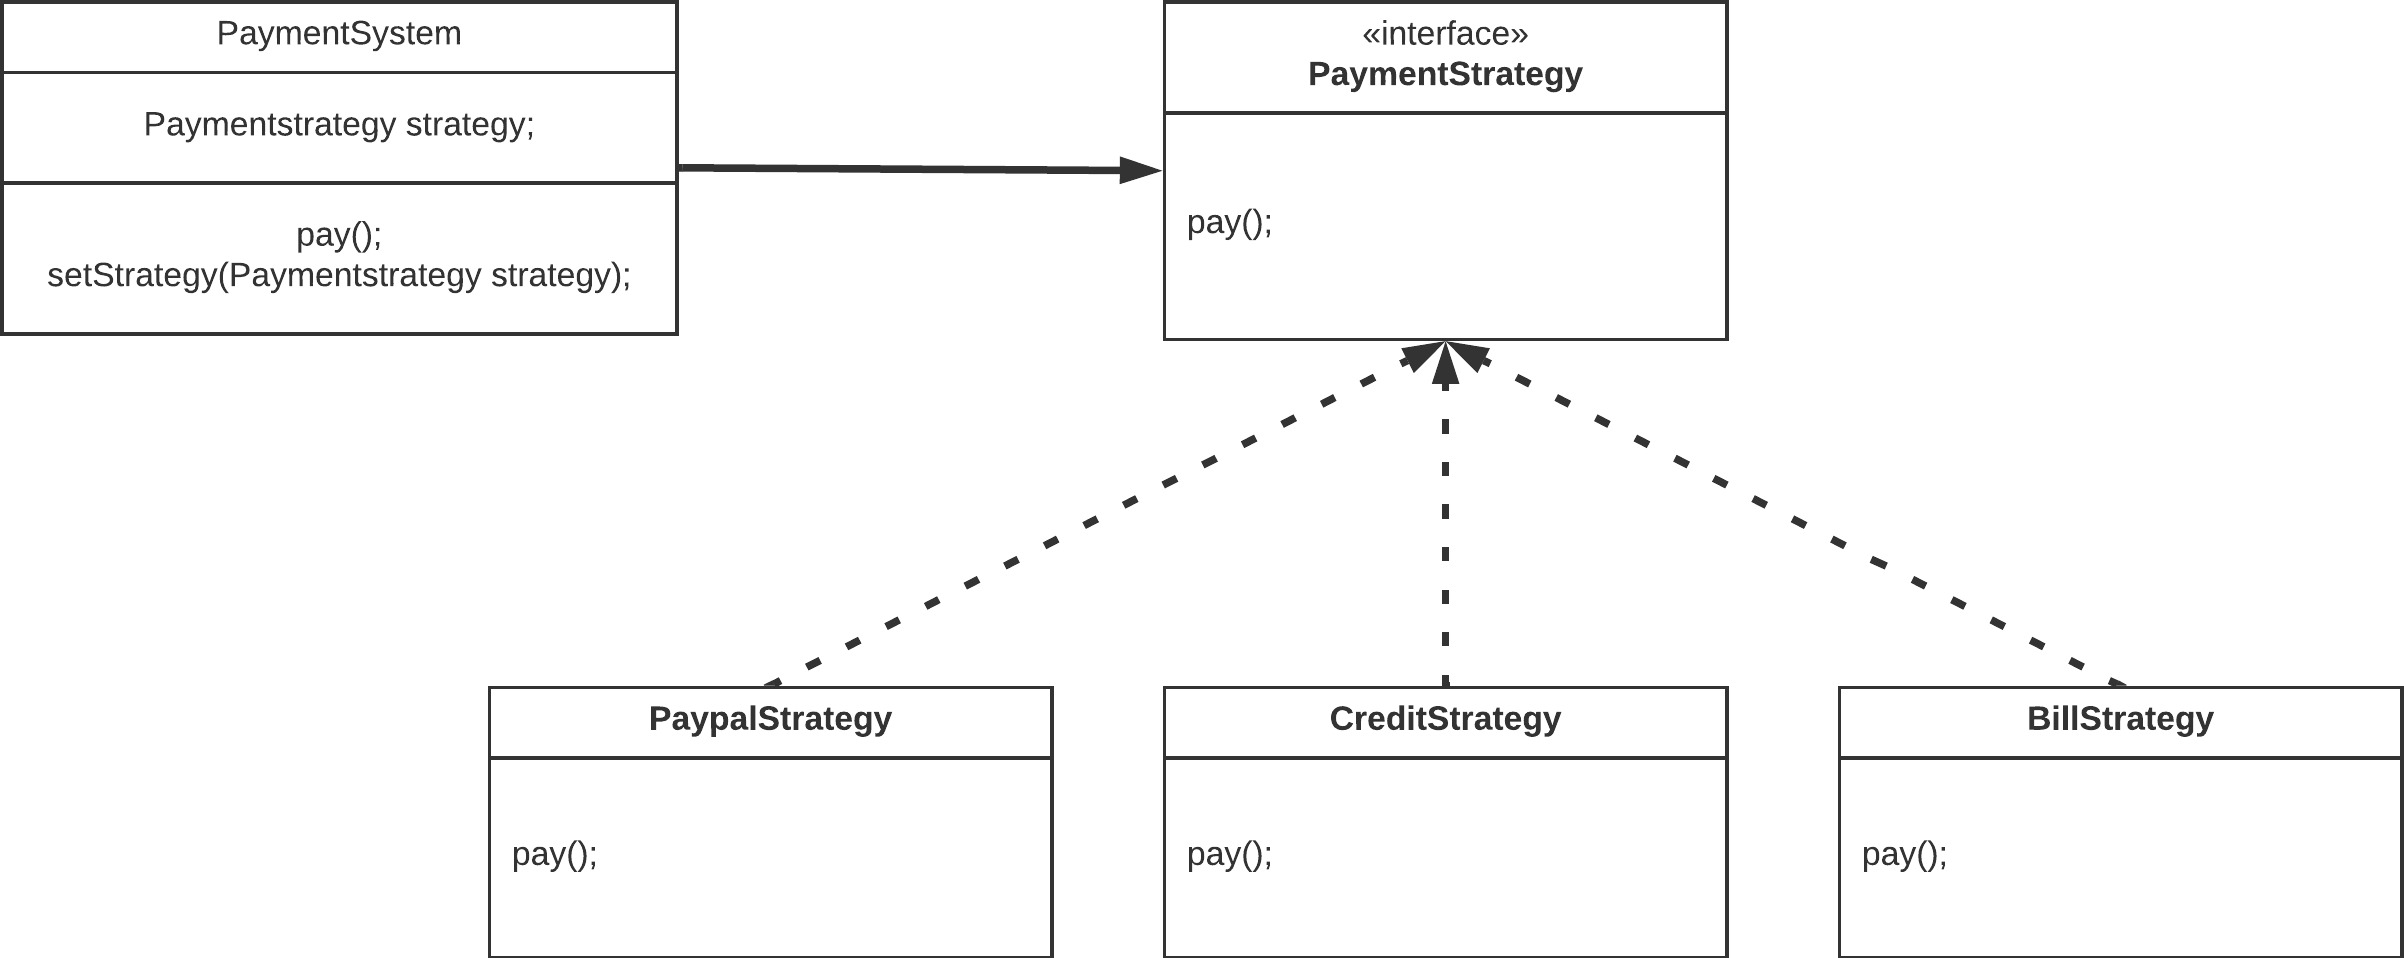 PaymentSystem
Paymentstrategy strategy;
pay();
setStrategy(Paymentstrategy strategy);
«interface»
PaymentStrategy
pay();
PaypalStrategy
pay();
CreditStrategy
pay();
BillStrategy
pay();